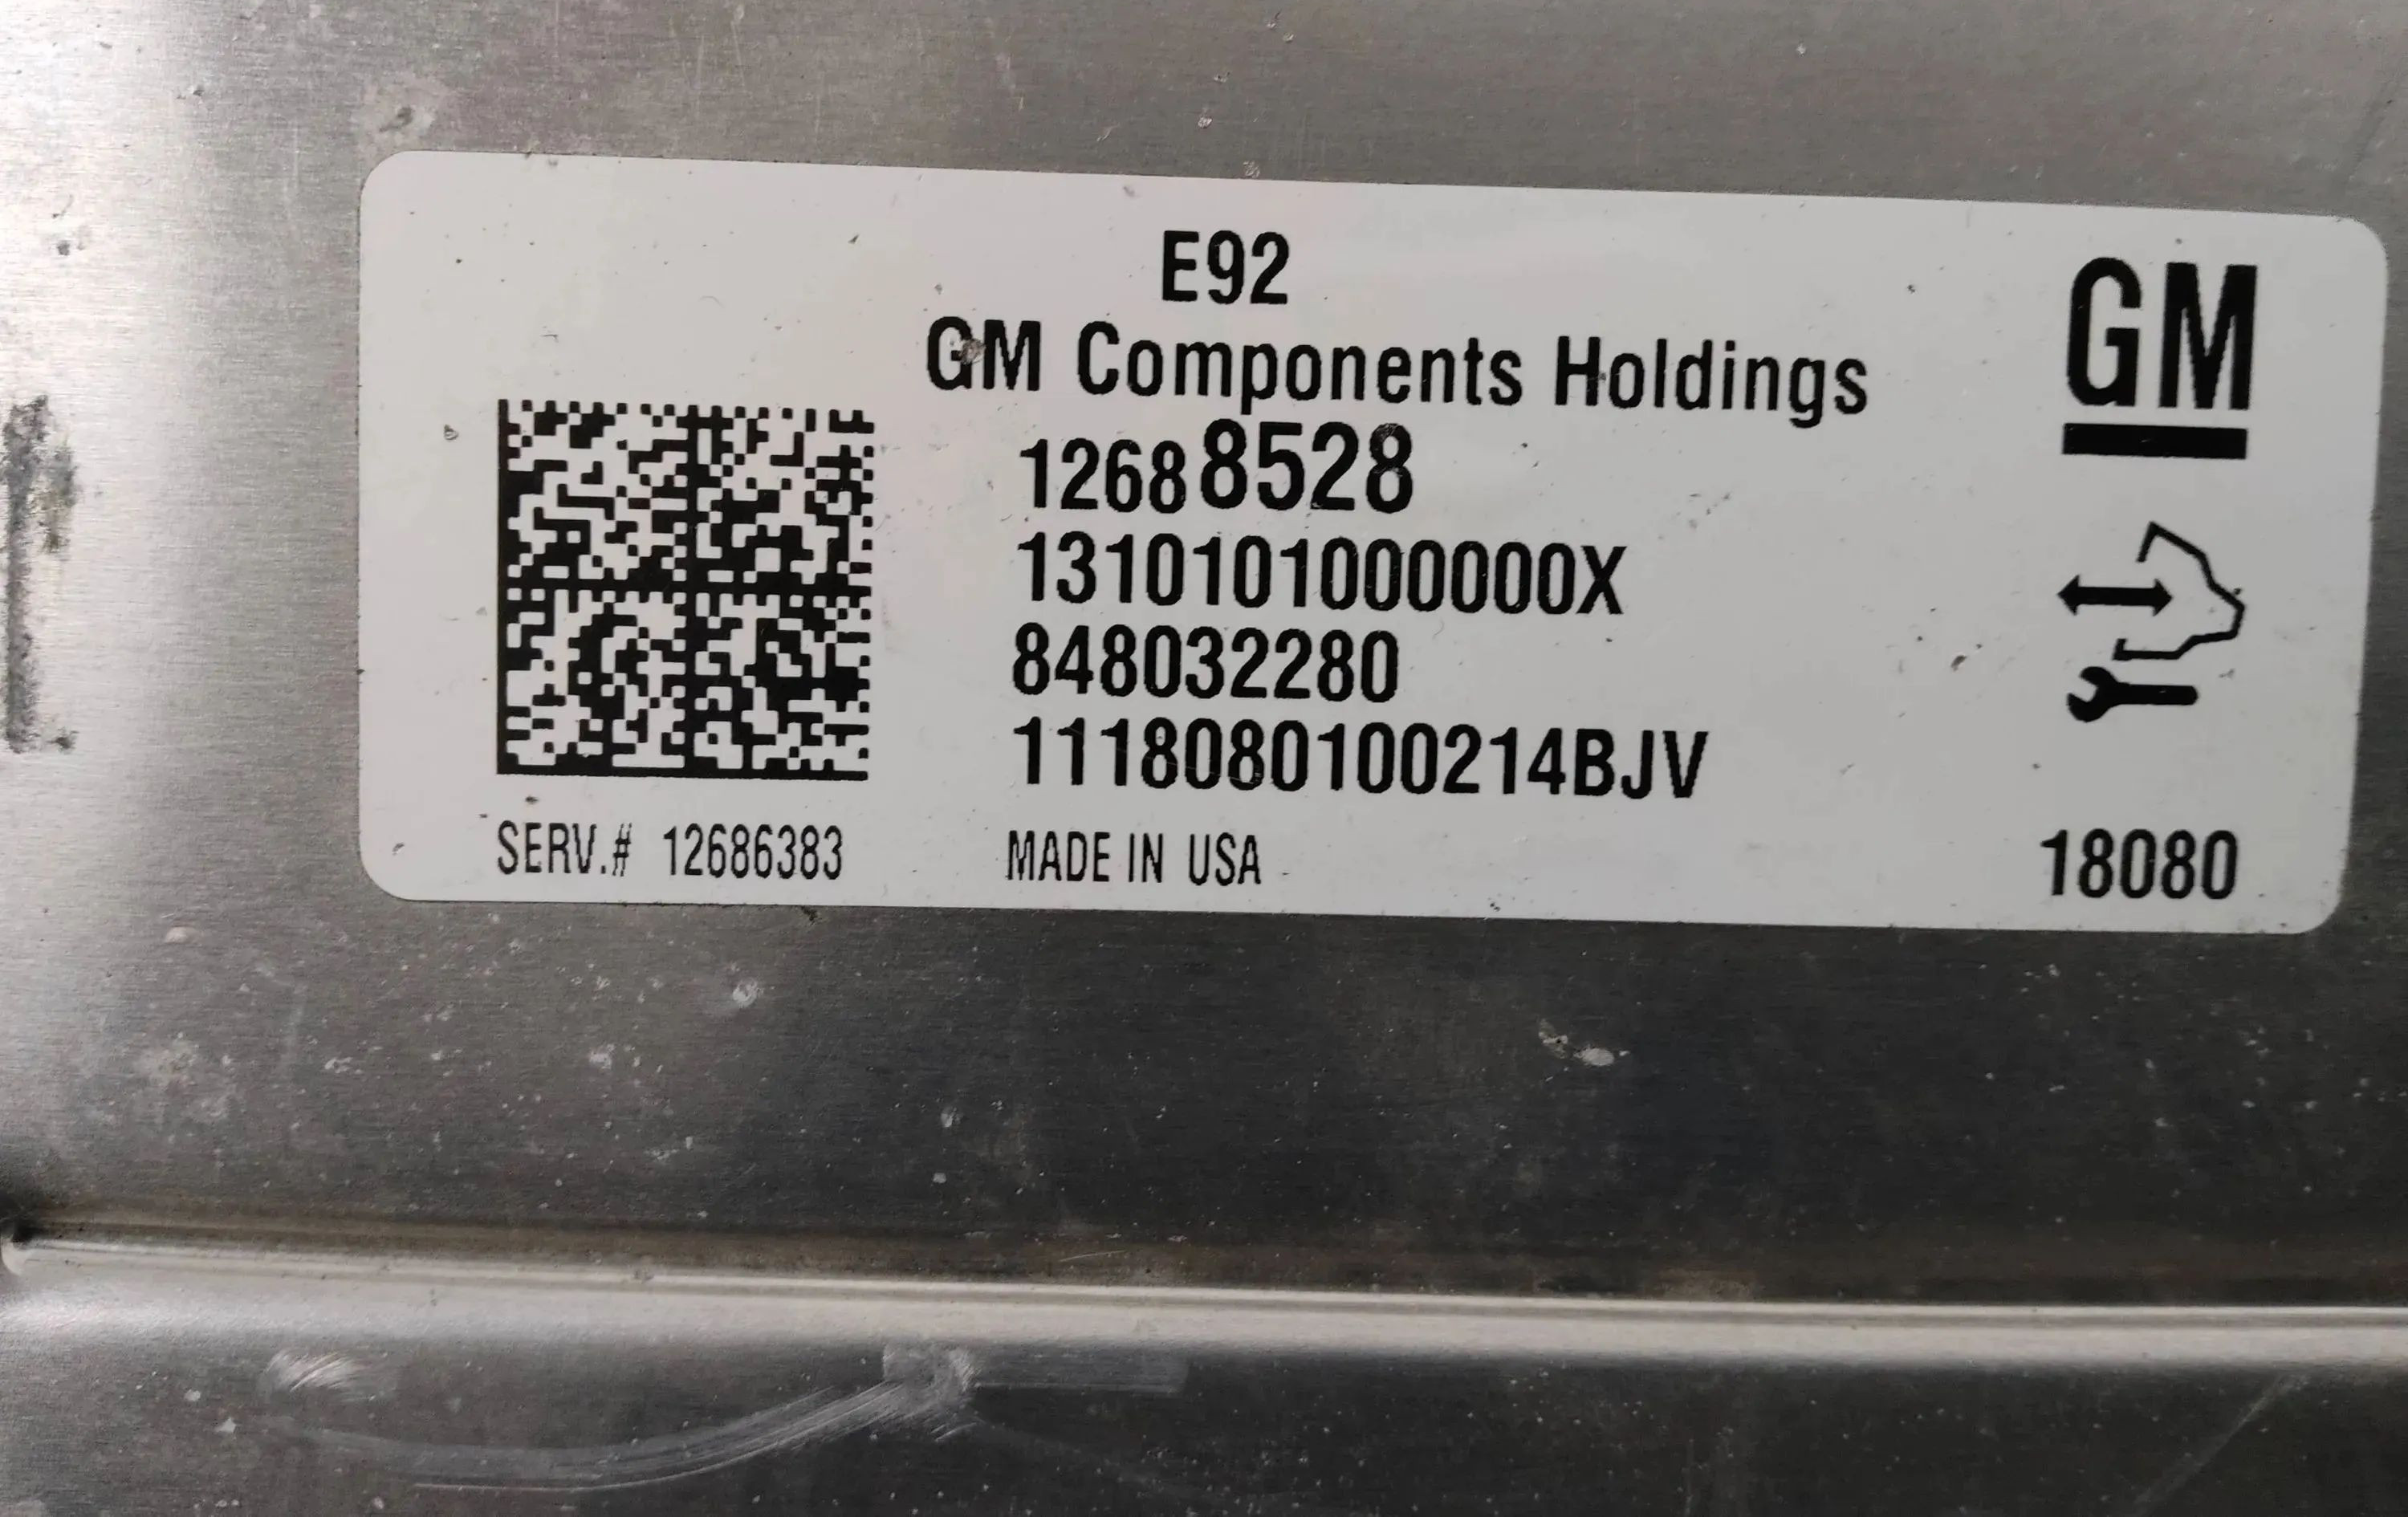 E92
GM Components Holdings
GM
12688528
1310101000000X
848032280
1118080100214BJV
SERV.# 12686383
MADE IN USA
18080